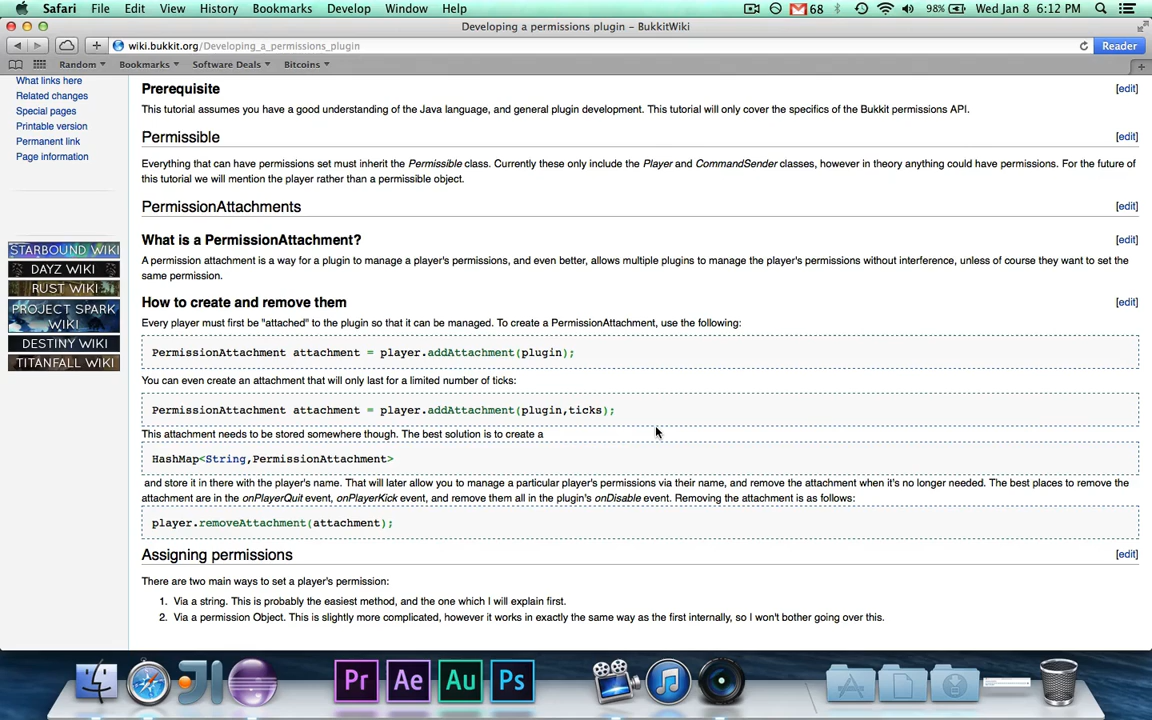 Safari File Edit View History Bookmarks Develop Window Help 68 98% Wed Jan 8 6:12 PM
Developing a permissions plugin – BukkitWiki
wiki.bukkit.org/Developing_a_permissions_plugin Reader
Random Bookmarks Software Deals Bitcoins
What links here
Related changes
Special pages
Printable version
Permanent link
Page information
STARBOUND WIKI
DAYZ WIKI
RUST WIKI
PROJECT SPARK
WIKI
DESTINY WIKI
TITANFALL WIKI
Prerequisite [edit]
This tutorial assumes you have a good understanding of the Java language, and general plugin development. This tutorial will only cover the specifics of the Bukkit permissions API.
Permissible [edit]
Everything that can have permissions set must inherit the Permissible class. Currently these only include the Player and CommandSender classes, however in theory anything could have permissions. For the future of
this tutorial we will mention the player rather than a permissible object.
PermissionAttachments [edit]
What is a PermissionAttachment? [edit]
A permission attachment is a way for a plugin to manage a player's permissions, and even better, allows multiple plugins to manage the player's permissions without interference, unless of course they want to set the
same permission.
How to create and remove them [edit]
Every player must first be "attached" to the plugin so that it can be managed. To create a PermissionAttachment, use the following:
PermissionAttachment attachment = player.addAttachment(plugin);
You can even create an attachment that will only last for a limited number of ticks:
PermissionAttachment attachment = player.addAttachment(plugin,ticks);
This attachment needs to be stored somewhere though. The best solution is to create a
HashMap<String,PermissionAttachment>
and store it in there with the player's name. That will later allow you to manage a particular player's permissions via their name, and remove the attachment when it's no longer needed. The best places to remove the
attachment are in the onPlayerQuit event, onPlayerKick event, and remove them all in the plugin's onDisable event. Removing the attachment is as follows:
player.removeAttachment(attachment);
Assigning permissions [edit]
There are two main ways to set a player's permission:
1. Via a string. This is probably the easiest method, and the one which I will explain first.
2. Via a permission Object. This is slightly more complicated, however it works in exactly the same way as the first internally, so I won't bother going over this.
Pr Ae Au Ps